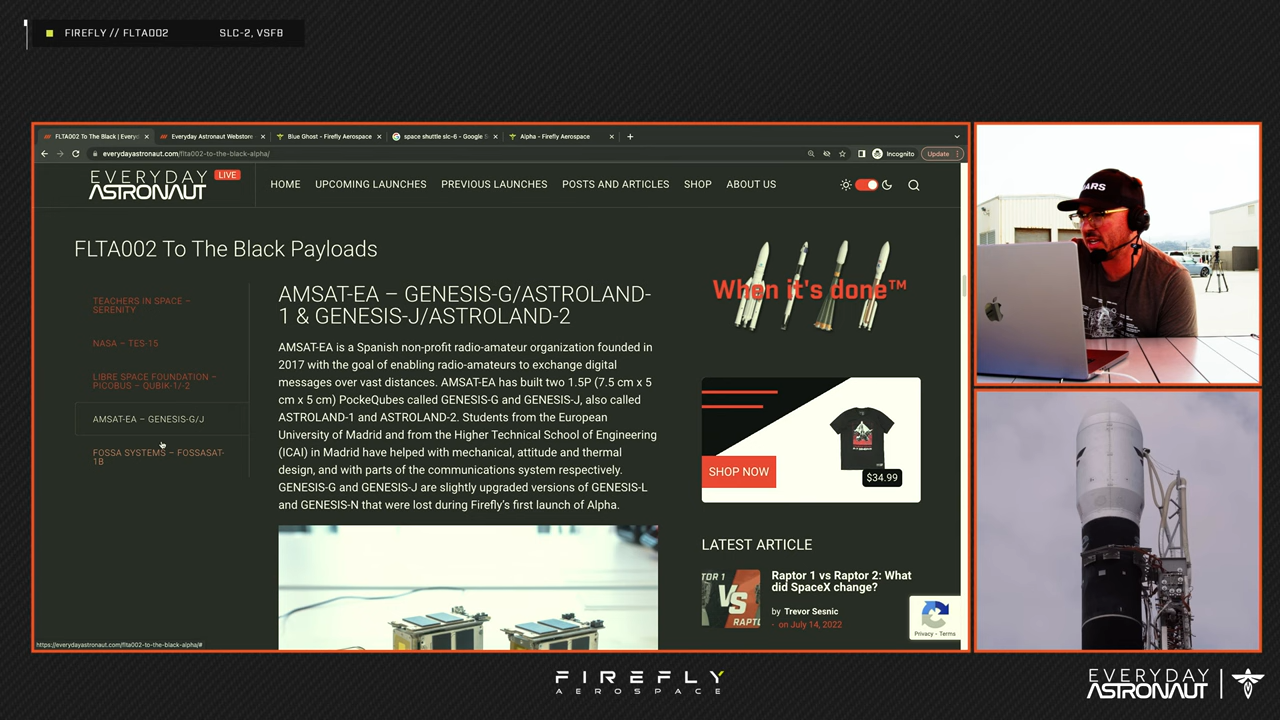 FIREFLY // FLTA002
SLC-2, VSFB
FLTA002 To The Black | Every
Everyday Astronaut Webstore
Blue Ghost - Firefly Aerospace
space shuttle slc-6 - Google S
Alpha - Firefly Aerospace
everydayastronaut.com/flta002-to-the-black-alpha/
Incognito
Update
EVERYDAY
ASTRONAUT
LIVE
HOME
UPCOMING LAUNCHES
PREVIOUS LAUNCHES
POSTS AND ARTICLES
SHOP
ABOUT US
FLTA002 To The Black Payloads
TEACHERS IN SPACE –
SERENITY
NASA – TES-15
LIBRE SPACE FOUNDATION –
PICOBUS – QUBIK-1/-2
AMSAT-EA – GENESIS-G/J
FOSSA SYSTEMS – FOSSASAT-
1B
AMSAT-EA – GENESIS-G/ASTROLAND-
1 & GENESIS-J/ASTROLAND-2
AMSAT-EA is a Spanish non-profit radio-amateur organization founded in
2017 with the goal of enabling radio-amateurs to exchange digital
messages over vast distances. AMSAT-EA has built two 1.5P (7.5 cm x 5
cm x 5 cm) PockeQubes called GENESIS-G and GENESIS-J, also called
ASTROLAND-1 and ASTROLAND-2. Students from the European
University of Madrid and from the Higher Technical School of Engineering
(ICAI) in Madrid have helped with mechanical, attitude and thermal
design, and with parts of the communications system respectively.
GENESIS-G and GENESIS-J are slightly upgraded versions of GENESIS-L
and GENESIS-N that were lost during Firefly's first launch of Alpha.
When it's done™
SHOP NOW
$34.99
LATEST ARTICLE
TOR 1
VS
RAPT
Raptor 1 vs Raptor 2: What
did SpaceX change?
by Trevor Sesnic
- on July 14, 2022
Privacy - Terms
https://everydayastronaut.com/flta002-to-the-black-alpha/#
FIREFLY
AEROSPACE
EVERYDAY
ASTRONAUT